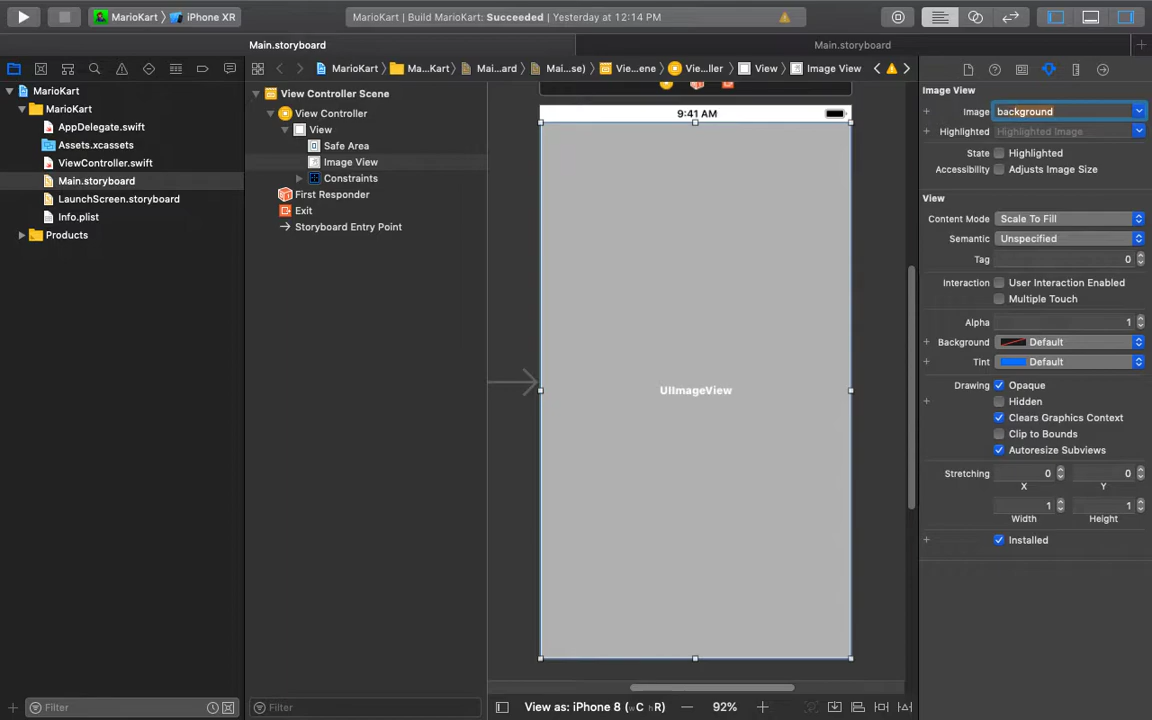 MarioKart
iPhone XR
MarioKart | Build MarioKart: Succeeded | Yesterday at 12:14 PM
Main.storyboard
Main.storyboard
MarioKart
Ma...Kart
Mai...ard
Mai...se)
Vie...ene
Vie...ller
View
Image View
MarioKart
MarioKart
AppDelegate.swift
Assets.xcassets
ViewController.swift
Main.storyboard
LaunchScreen.storyboard
Info.plist
Products
View Controller Scene
View Controller
View
Safe Area
Image View
Constraints
First Responder
Exit
Storyboard Entry Point
9:41 AM
UIImageView
Image View
Image background
Highlighted Highlighted Image
State Highlighted
Accessibility Adjusts Image Size
View
Content Mode Scale To Fill
Semantic Unspecified
Tag 0
Interaction User Interaction Enabled
Multiple Touch
Alpha 1
Background Default
Tint Default
Drawing Opaque
Hidden
Clears Graphics Context
Clip to Bounds
Autoresize Subviews
Stretching 0 0
X Y
1 1
Width Height
Installed
Filter
Filter
View as: iPhone 8 (wC hR)
92%